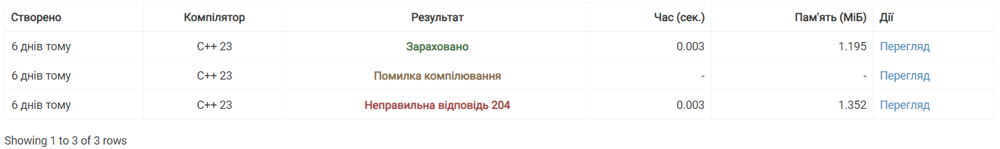 Створено Компілятор Результат Час (сек.) Пам'ять (МіБ) Дії
6 днів тому C++ 23 Зараховано 0.003 1.195 Перегляд
6 днів тому C++ 23 Помилка компілювання - - Перегляд
6 днів тому C++ 23 Неправильна відповідь 204 0.003 1.352 Перегляд
Showing 1 to 3 of 3 rows